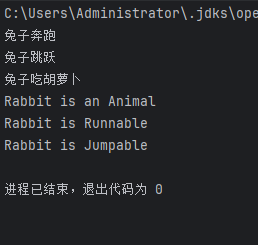 C:\Users\Administrator\.jdks\ope
兔子奔跑
兔子跳跃
兔子吃胡萝卜
Rabbit is an Animal
Rabbit is Runnable
Rabbit is Jumpable
进程已结束，退出代码为 0